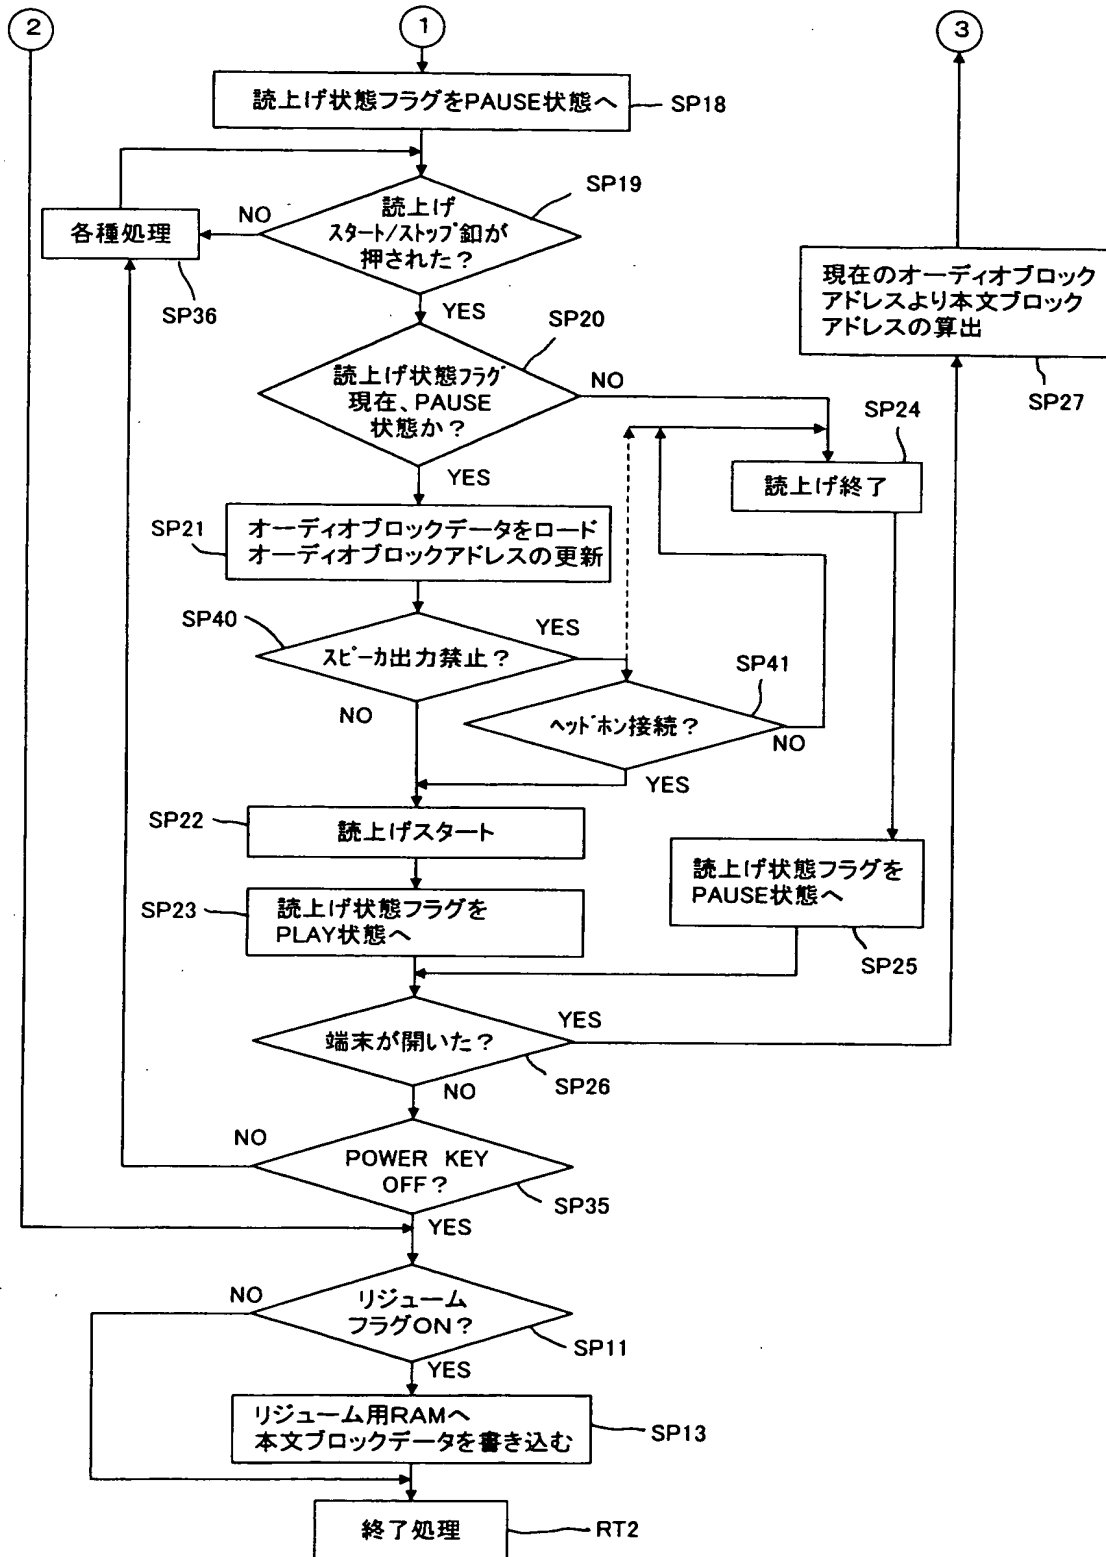 2
1
3
読上げ状態フラグをPAUSE状態へ
SP18
SP19
読上げ
スタート/ストップ釦が
押された?
NO
各種処理
SP36
YES
現在のオーディオブロック
アドレスより本文ブロック
アドレスの算出
SP27
SP20
読上げ状態フラグ
現在、PAUSE
状態か?
NO
SP24
YES
読上げ終了
SP21
オーディオブロックデータをロード
オーディオブロックアドレスの更新
SP40
スピーカ出力禁止?
YES
SP41
NO
ヘッドホン接続?
NO
YES
SP22
読上げスタート
SP23
読上げ状態フラグを
PLAY状態へ
読上げ状態フラグを
PAUSE状態へ
SP25
端末が開いた?
YES
SP26
NO
NO
POWER KEY
OFF?
SP35
YES
NO
リジューム
フラグON?
SP11
YES
リジューム用RAMへ
本文ブロックデータを書き込む
SP13
終了処理
RT2